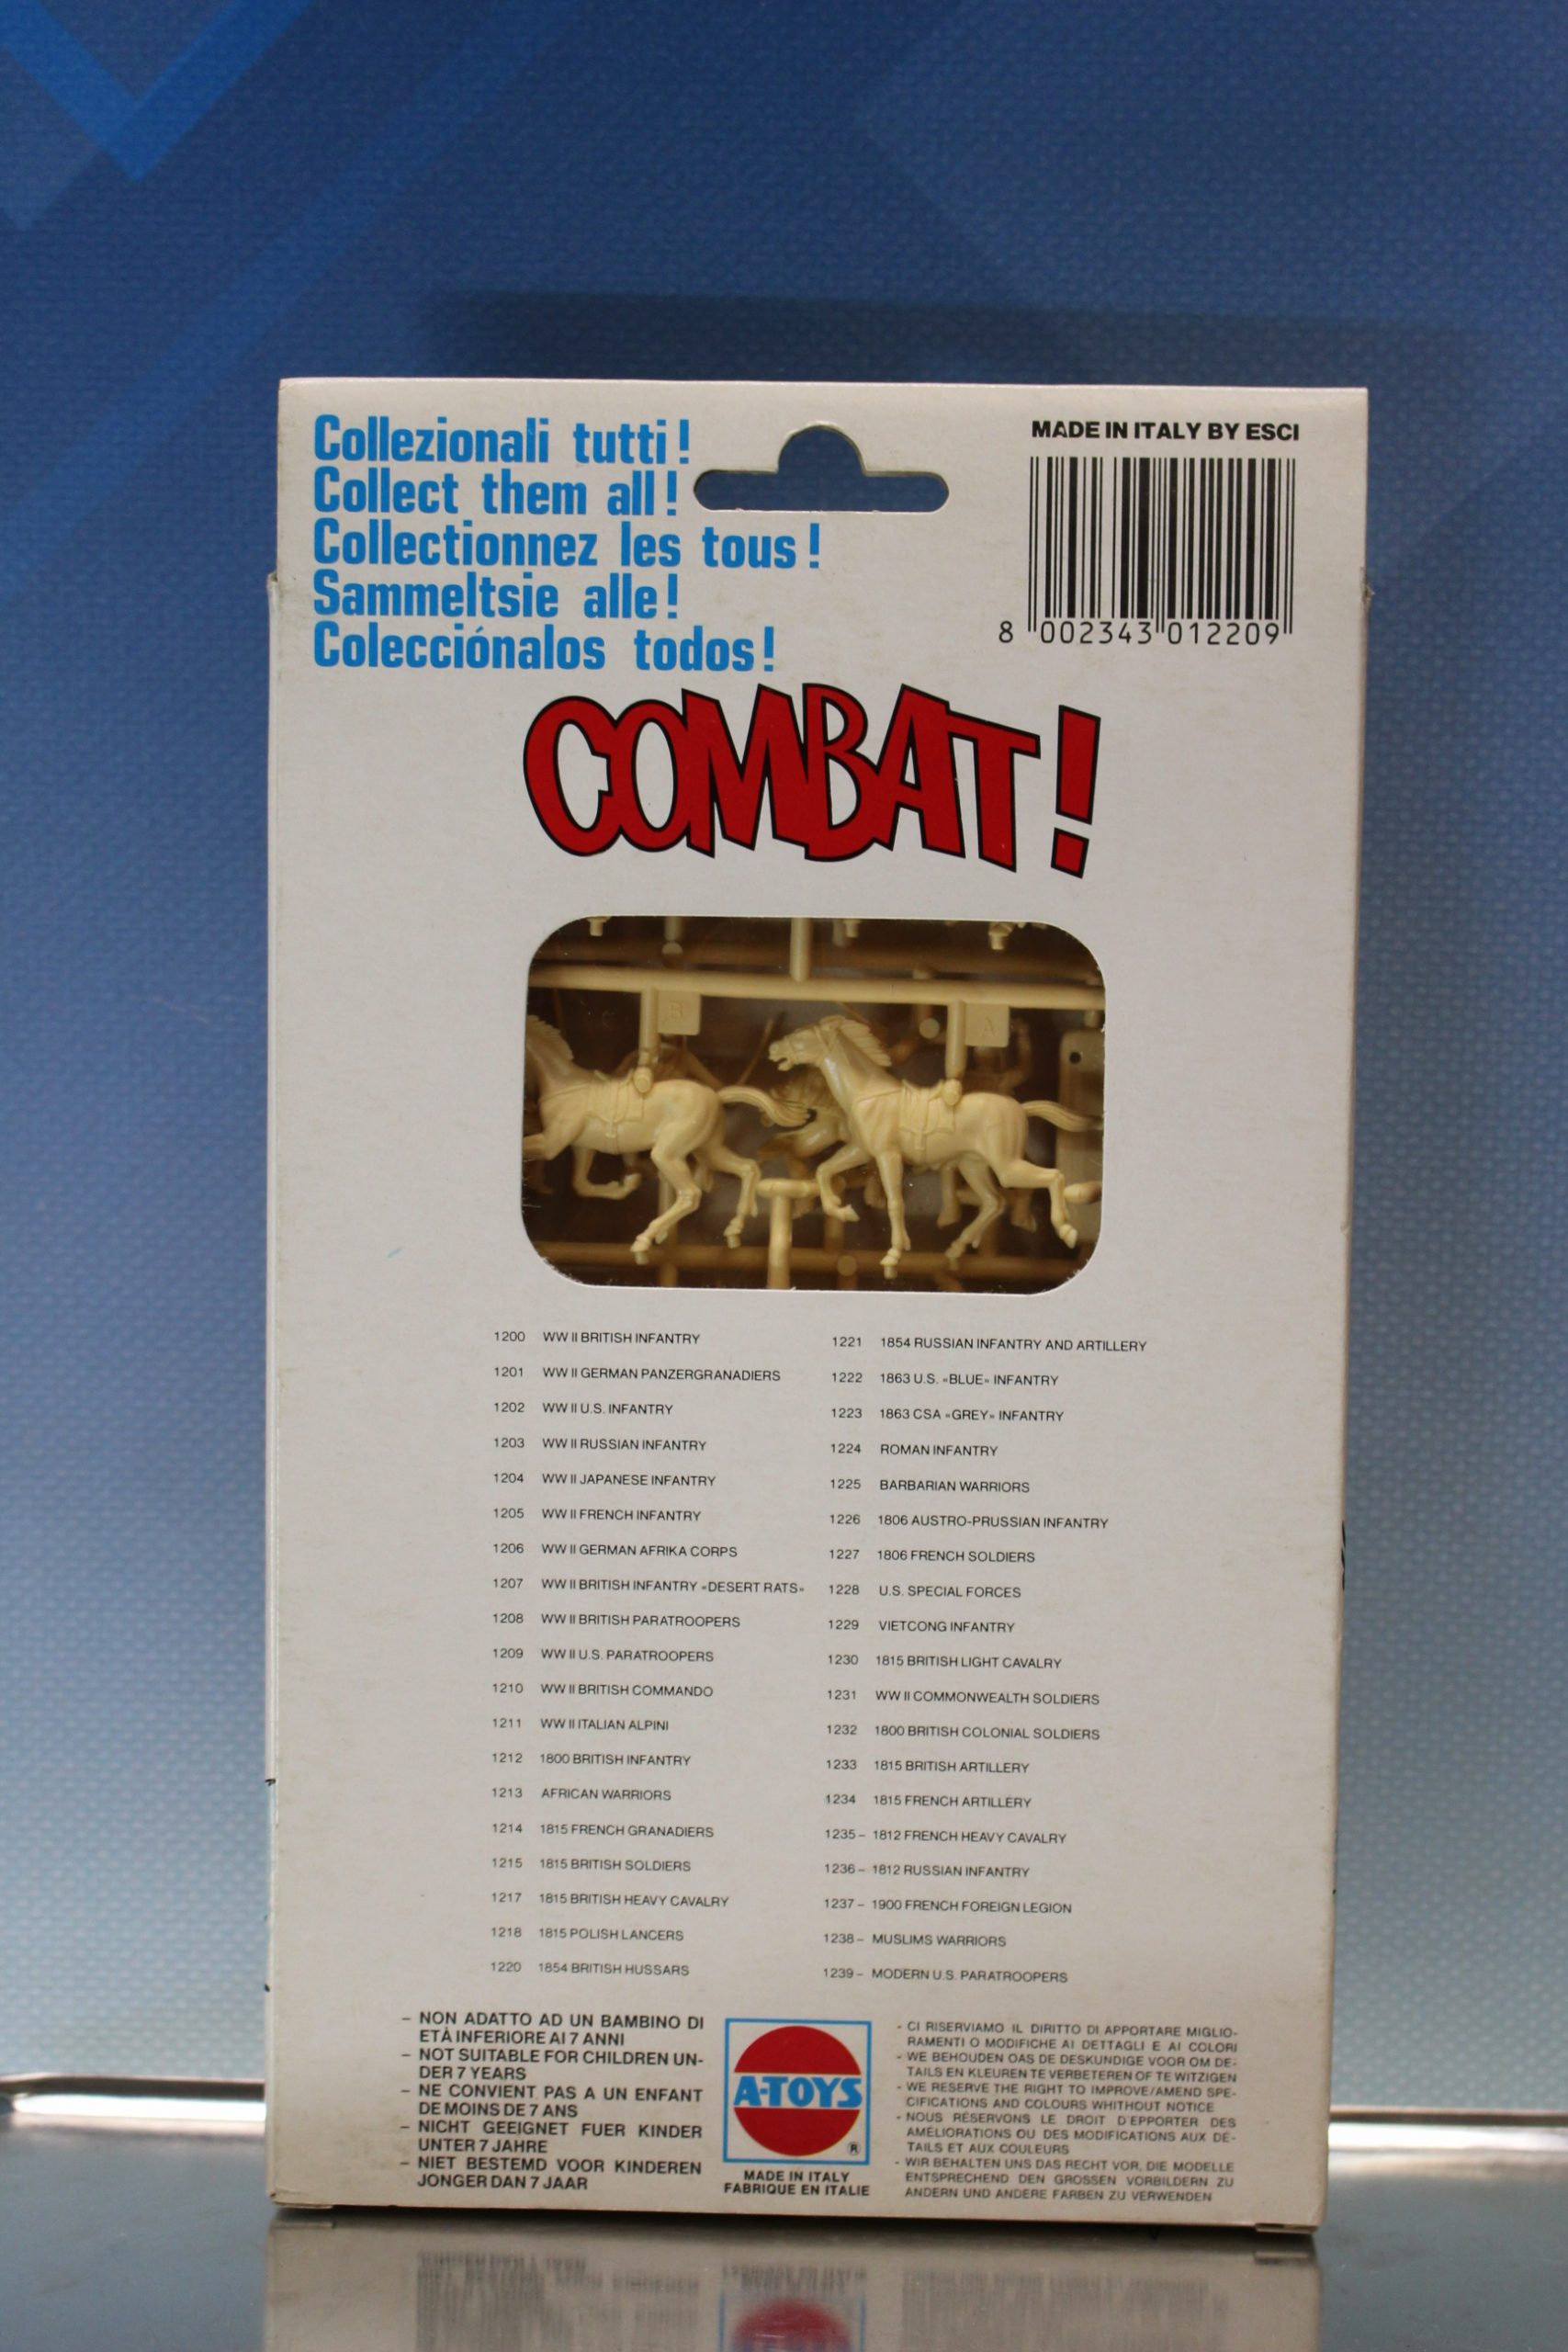 Collezionali tutti!
Collect them all!
Collectionnez les tous!
Sammeltsie alle!
Colecciónalos todos!
MADE IN ITALY BY ESCI
8 002343 012209
COMBAT!
B
A
1200 WW II BRITISH INFANTRY
1201 WW II GERMAN PANZERGRANADIERS
1202 WW II U.S. INFANTRY
1203 WW II RUSSIAN INFANTRY
1204 WW II JAPANESE INFANTRY
1205 WW II FRENCH INFANTRY
1206 WW II GERMAN AFRIKA CORPS
1207 WW II BRITISH INFANTRY «DESERT RATS»
1208 WW II BRITISH PARATROOPERS
1209 WW II U.S. PARATROOPERS
1210 WW II BRITISH COMMANDO
1211 WW II ITALIAN ALPINI
1212 1800 BRITISH INFANTRY
1213 AFRICAN WARRIORS
1214 1815 FRENCH GRANADIERS
1215 1815 BRITISH SOLDIERS
1217 1815 BRITISH HEAVY CAVALRY
1218 1815 POLISH LANCERS
1220 1854 BRITISH HUSSARS
1221 1854 RUSSIAN INFANTRY AND ARTILLERY
1222 1863 U.S. «BLUE» INFANTRY
1223 1863 CSA «GREY» INFANTRY
1224 ROMAN INFANTRY
1225 BARBARIAN WARRIORS
1226 1806 AUSTRO-PRUSSIAN INFANTRY
1227 1806 FRENCH SOLDIERS
1228 U.S. SPECIAL FORCES
1229 VIETCONG INFANTRY
1230 1815 BRITISH LIGHT CAVALRY
1231 WW II COMMONWEALTH SOLDIERS
1232 1800 BRITISH COLONIAL SOLDIERS
1233 1815 BRITISH ARTILLERY
1234 1815 FRENCH ARTILLERY
1235 – 1812 FRENCH HEAVY CAVALRY
1236 – 1812 RUSSIAN INFANTRY
1237 – 1900 FRENCH FOREIGN LEGION
1238 – MUSLIMS WARRIORS
1239 – MODERN U.S. PARATROOPERS
– NON ADATTO AD UN BAMBINO DI
ETÀ INFERIORE AI 7 ANNI
– NOT SUITABLE FOR CHILDREN UN-
DER 7 YEARS
– NE CONVIENT PAS A UN ENFANT
DE MOINS DE 7 ANS
– NICHT GEEIGNET FUER KINDER
UNTER 7 JAHRE
– NIET BESTEMD VOOR KINDEREN
JONGER DAN 7 JAAR
A-TOYS
®
MADE IN ITALY
FABRIQUE EN ITALIE
- CI RISERVIAMO IL DIRITTO DI APPORTARE MIGLIO-
RAMENTI O MODIFICHE AI DETTAGLI E AI COLORI
- WE BEHOUDEN OAS DE DESKUNDIGE VOOR OM DE-
TAILS EN KLEUREN TE VERBETEREN OF TE WITZIGEN
- WE RESERVE THE RIGHT TO IMPROVE/AMEND SPE-
CIFICATIONS AND COLOURS WHITHOUT NOTICE
- NOUS RÉSERVONS LE DROIT D'EPPORTER DES
AMELIORATIONS OU DES MODIFICATIONS AUX DE-
TAILS ET AUX COULEURS
- WIR BEHALTEN UNS DAS RECHT VOR, DIE MODELLE
ENTSPRECHEND DEN GROSSEN VORBILDERN ZU
ANDERN UND ANDERE FARBEN ZU VERWENDEN